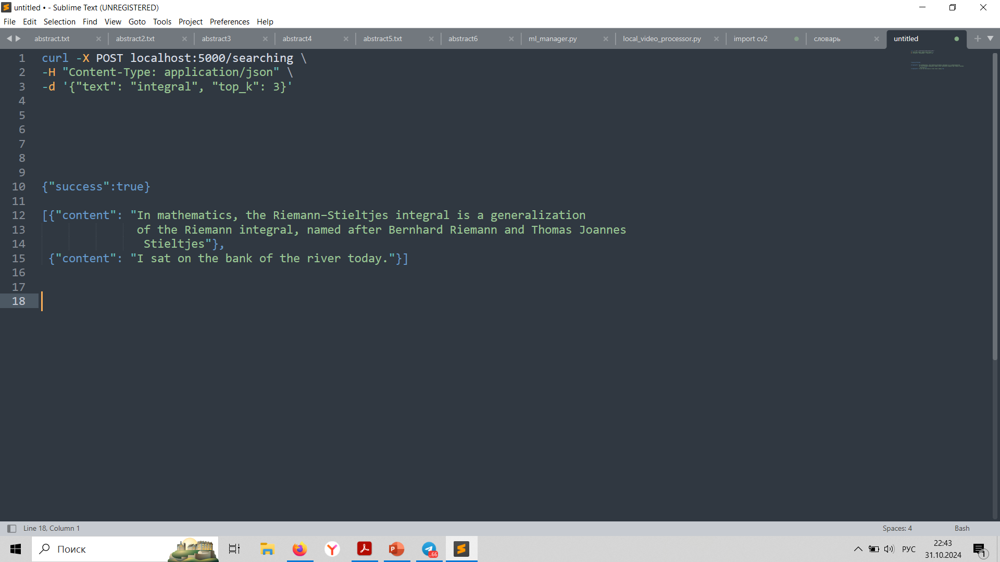 untitled • - Sublime Text (UNREGISTERED)
File Edit Selection Find View Goto Tools Project Preferences Help
abstract.txt abstract2.txt abstract3 abstract4 abstract5.txt abstract6 ml_manager.py local_video_processor.py import cv2 словарь untitled
1 curl -X POST localhost:5000/searching \
2 -H "Content-Type: application/json" \
3 -d '{"text": "integral", "top_k": 3}'
4
5
6
7
8
9
10 {"success":true}
11
12 [{"content": "In mathematics, the Riemann–Stieltjes integral is a generalization
13 of the Riemann integral, named after Bernhard Riemann and Thomas Joannes
14 Stieltjes"},
15 {"content": "I sat on the bank of the river today."}]
16
17
18
Line 18, Column 1 Spaces: 4 Bash
Поиск
..66
РУС
22:43
31.10.2024
1